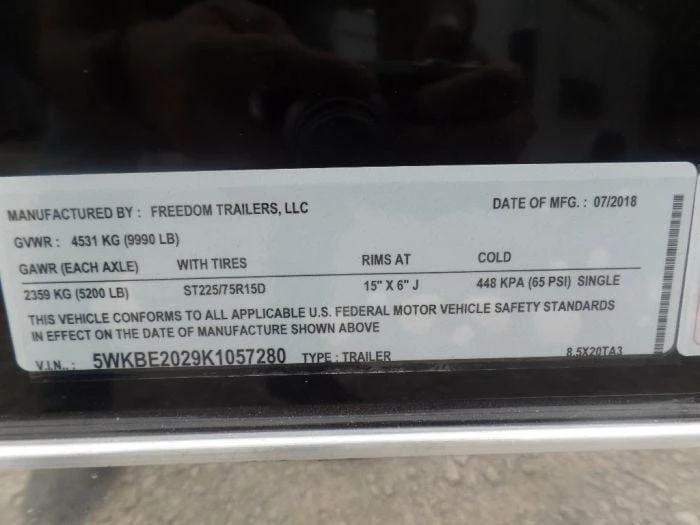 MANUFACTURED BY : FREEDOM TRAILERS, LLC DATE OF MFG. : 07/2018
GVWR : 4531 KG (9990 LB)
GAWR (EACH AXLE) WITH TIRES RIMS AT COLD
2359 KG (5200 LB) ST225/75R15D 15" X 6" J 448 KPA (65 PSI) SINGLE
THIS VEHICLE CONFORMS TO ALL APPLICABLE U.S. FEDERAL MOTOR VEHICLE SAFETY STANDARDS
IN EFFECT ON THE DATE OF MANUFACTURE SHOWN ABOVE
V.I.N..: 5WKBE2029K1057280 TYPE : TRAILER 8.5X20TA3